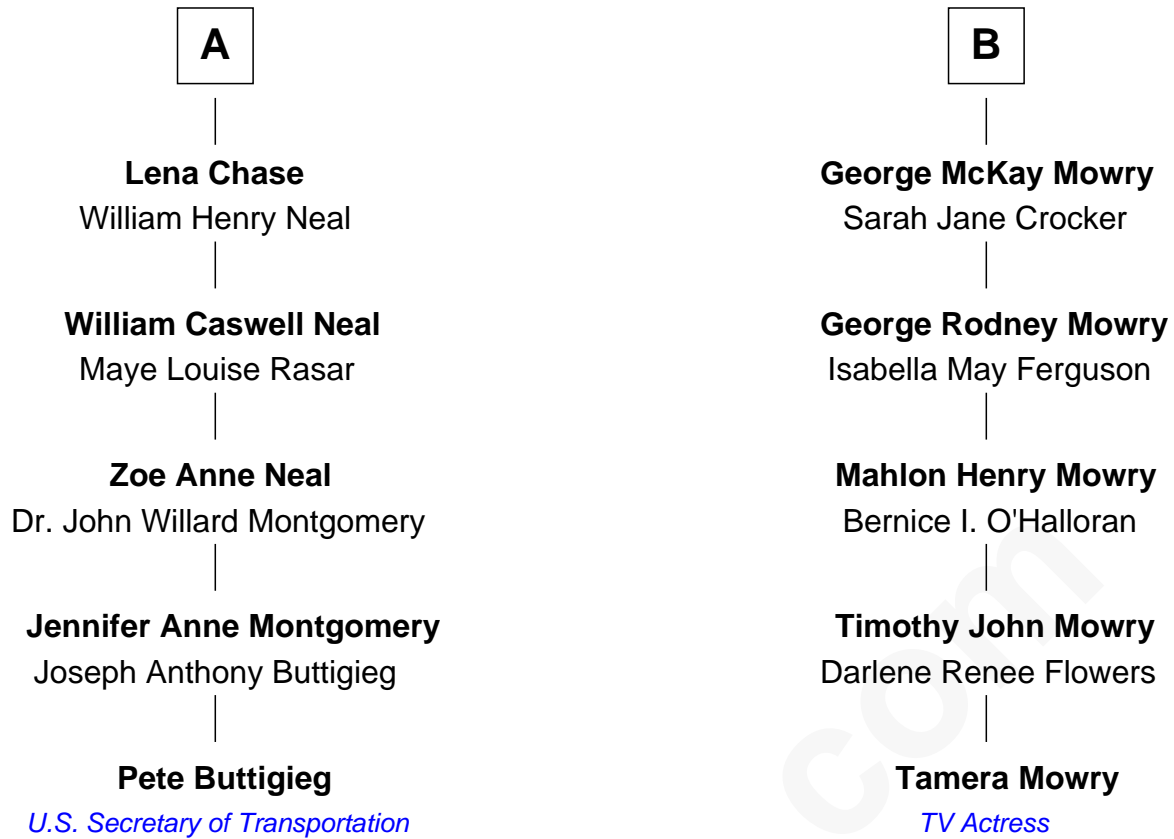 A
B
Lena Chase
William Henry Neal
George McKay Mowry
Sarah Jane Crocker
William Caswell Neal
Maye Louise Rasar
George Rodney Mowry
Isabella May Ferguson
Zoe Anne Neal
Dr. John Willard Montgomery
Mahlon Henry Mowry
Bernice I. O'Halloran
Jennifer Anne Montgomery
Joseph Anthony Buttigieg
Timothy John Mowry
Darlene Renee Flowers
Pete Buttigieg
U.S. Secretary of Transportation
Tamera Mowry
TV Actress
com